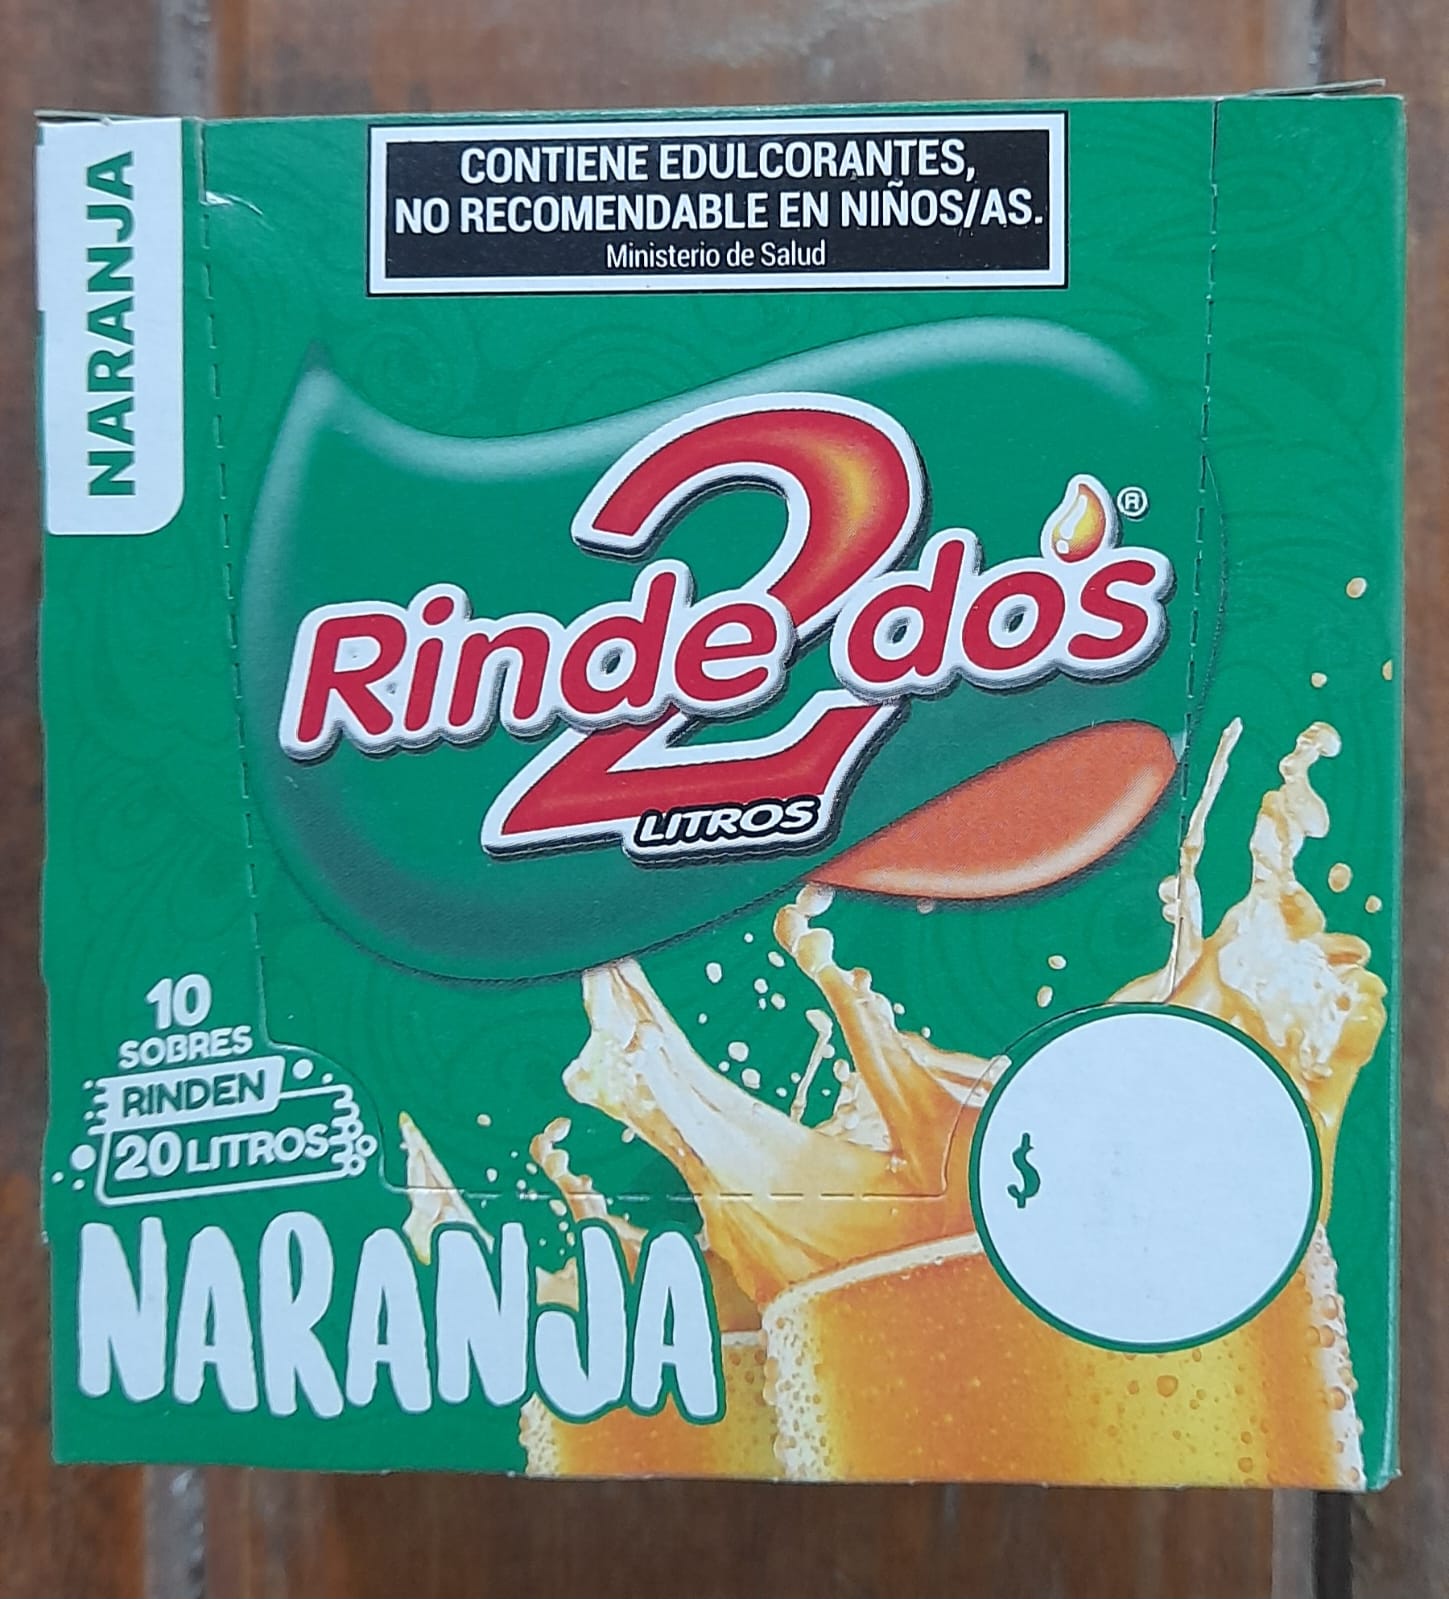 CONTIENE EDULCORANTES,
NO RECOMENDABLE EN NIÑOS/AS.
Ministerio de Salud
NARANJA
2
Rinde dos®
LITROS
10
SOBRES
RINDEN
20 LITROS
NARANJA
$